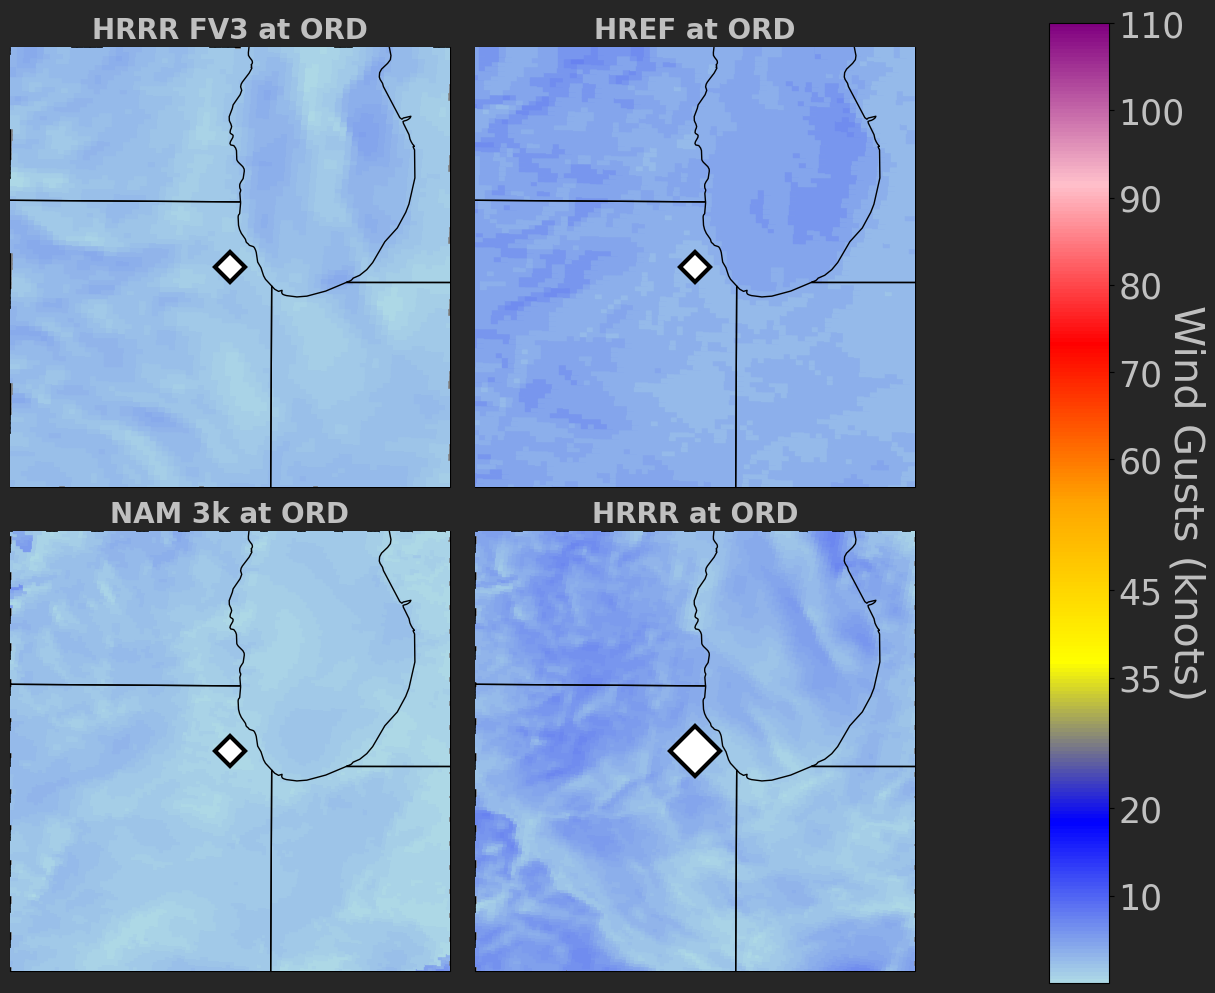 HRRR FV3 at ORD
HREF at ORD
NAM 3k at ORD
HRRR at ORD
110
100
90
80
70
60
45
35
20
10
Wind Gusts (knots)